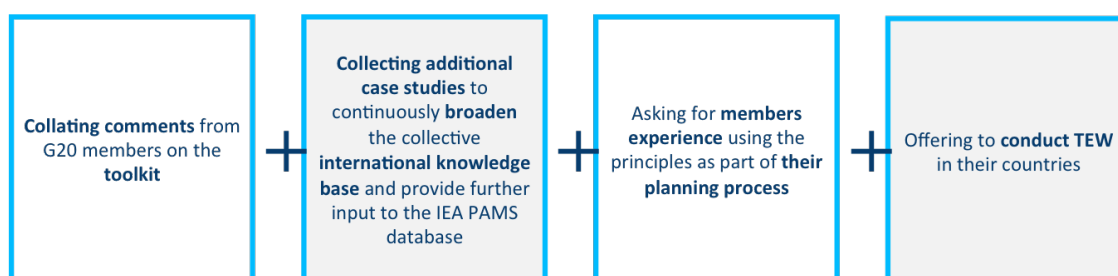 Collating comments from
G20 members on the
toolkit
+
Collecting additional
case studies to
continuously broaden
the collective
international knowledge
base and provide further
input to the IEA PAMS
database
+
Asking for members
experience using the
principles as part of their
planning process
+
Offering to conduct TEW
in their countries